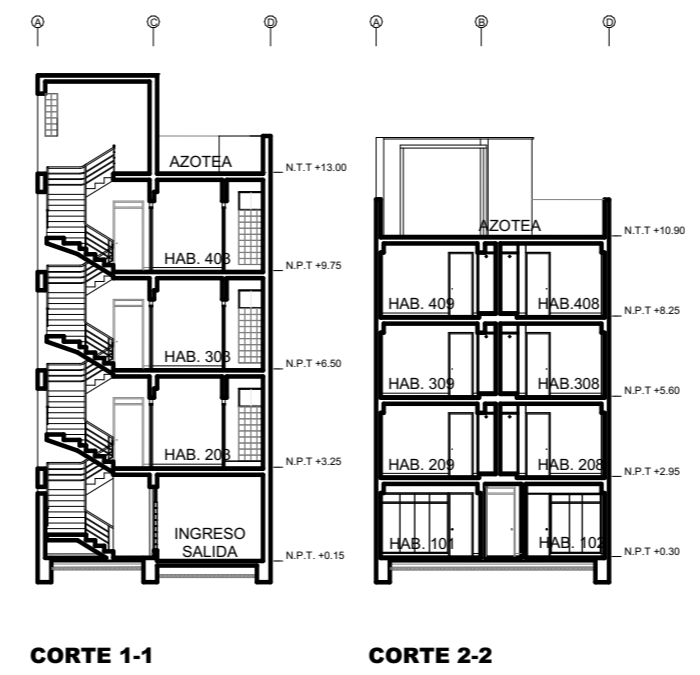 A C D A B D
AZOTEA
N.T.T +13.00
HAB. 403
N.P.T +9.75
HAB. 303
N.P.T +6.50
HAB. 203
N.P.T +3.25
INGRESO
SALIDA
N.P.T. +0.15
AZOTEA
N.T.T +10.90
HAB. 409 HAB.408
N.P.T +8.25
HAB. 309 HAB.308
N.P.T +5.60
HAB. 209 HAB. 208
N.P.T +2.95
HAB. 101 HAB. 102
N.P.T +0.30
CORTE 1-1 CORTE 2-2